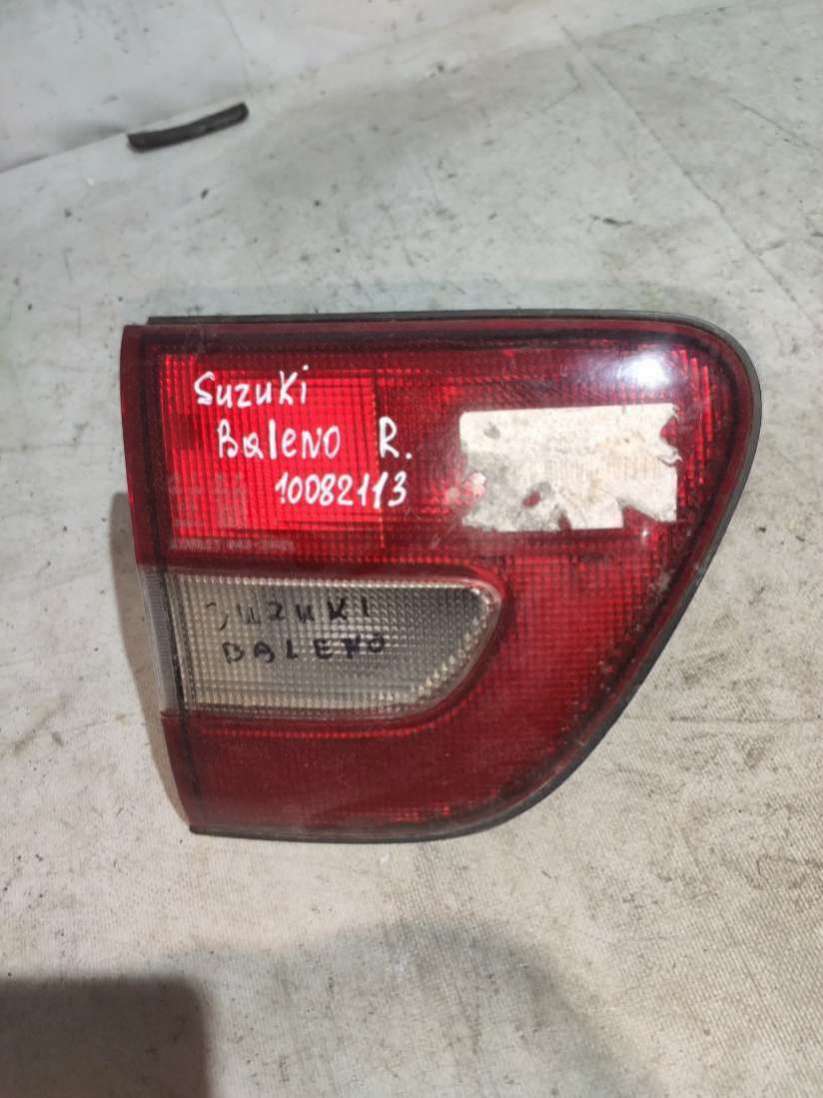 Suzuki
Baleno R.
10082113
SUZUKI
BALENO